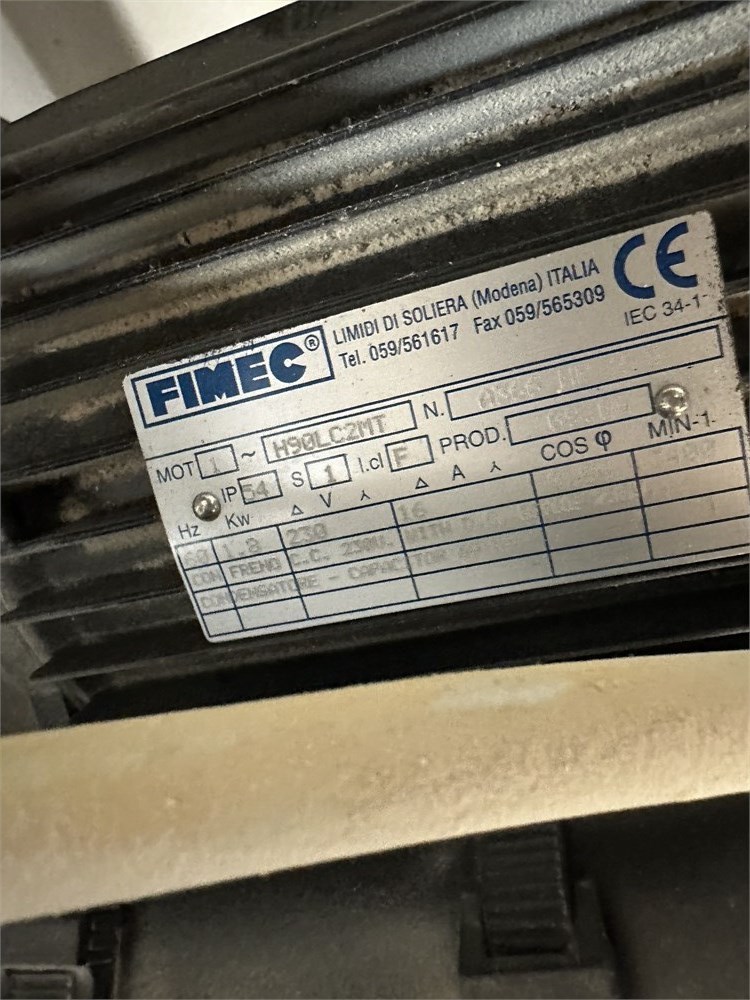 FIMEC®
LIMIDI DI SOLIERA (Modena) ITALIA
Tel. 059/561617 Fax 059/565309
CE
IEC 34-1
MOT 1 ~ H90LC2MT N.
IP 54 S 1 I.cl F PROD.
Hz Kw △ V ⅄ △ A ⅄ COS φ MIN-1
60 1.8 230 16
CON FRENO C.C. 230V. WITH D.C.
CONDENSATORE - CAPACITOR